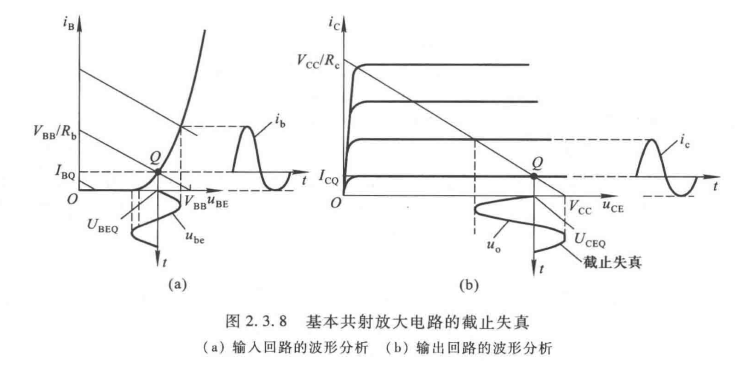 i_B
V_BB/R_b
I_BQ
O
Q
V_BB
u_BE
U_BEQ
u_be
t
i_b
t
(a)
i_C
V_CC/R_c
I_CQ
O
Q
V_CC
u_CE
U_CEQ
u_o
截止失真
t
i_c
t
(b)
图 2.3.8 基本共射放大电路的截止失真
(a) 输入回路的波形分析 (b) 输出回路的波形分析